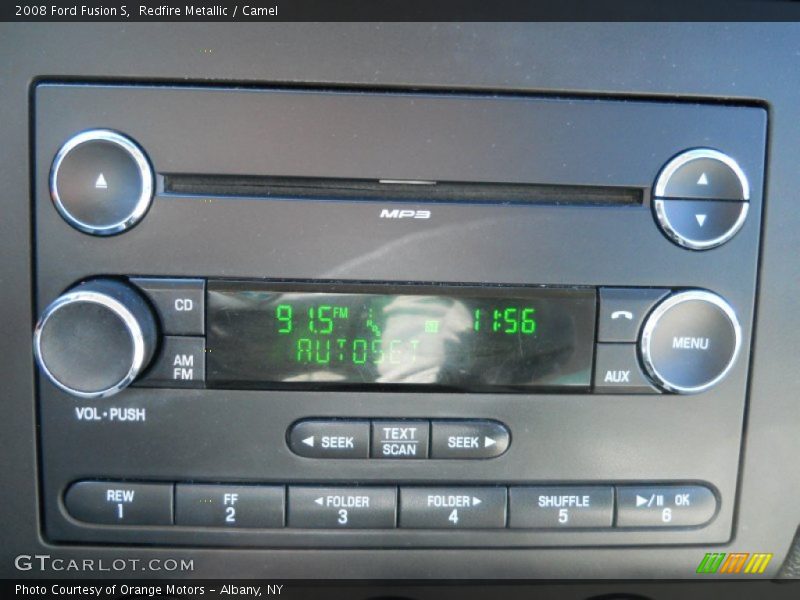 2008 Ford Fusion S,  Redfire Metallic / Camel
MP3
CD
91.5 FM
11:56
AUTOSET
AM
FM
MENU
AUX
VOL•PUSH
◄ SEEK
TEXT
SCAN
SEEK ►
REW
1
FF
2
◄ FOLDER
3
FOLDER ►
4
SHUFFLE
5
►/II OK
6
GTCARLOT.COM
Photo Courtesy of Orange Motors – Albany, NY